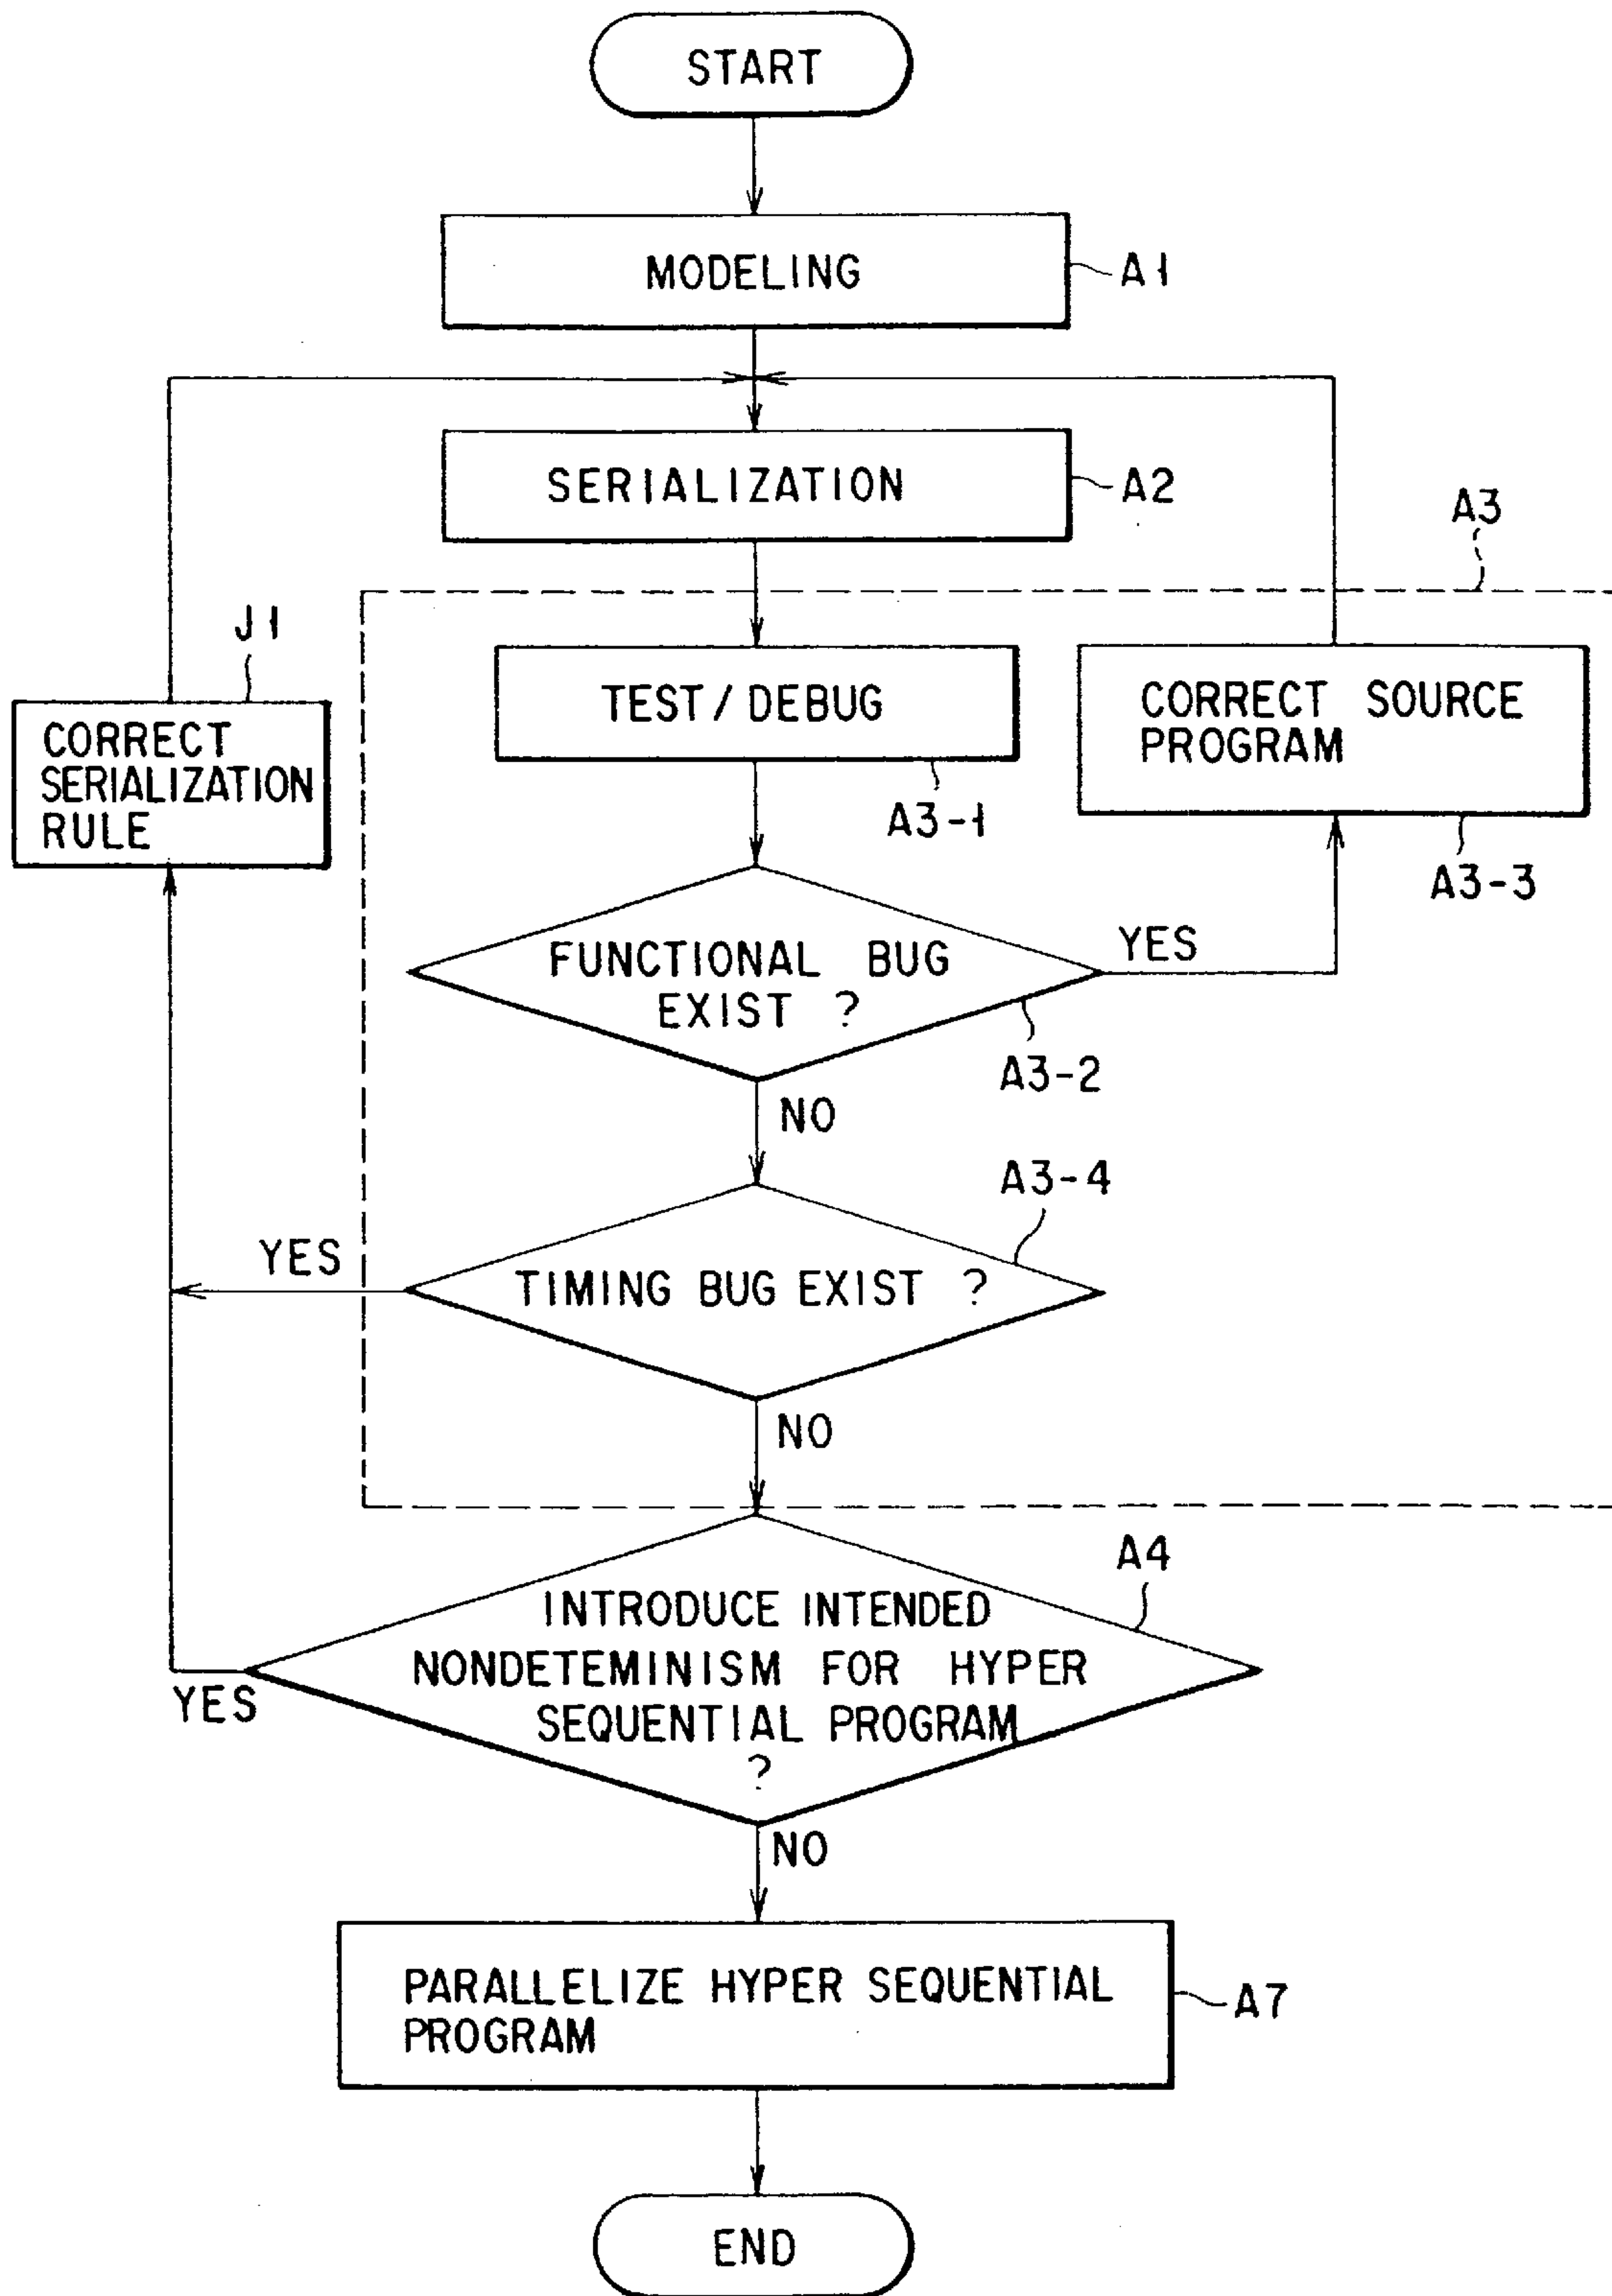 START
MODELING
A1
SERIALIZATION
A2
A3
J1
CORRECT
SERIALIZATION
RULE
TEST/DEBUG
A3-1
CORRECT SOURCE
PROGRAM
A3-3
FUNCTIONAL BUG
EXIST ?
YES
A3-2
NO
A3-4
TIMING BUG EXIST ?
YES
NO
A4
INTRODUCE INTENDED
NONDETEMINISM FOR HYPER
SEQUENTIAL PROGRAM
?
YES
NO
PARALLELIZE HYPER SEQUENTIAL
PROGRAM
A7
END